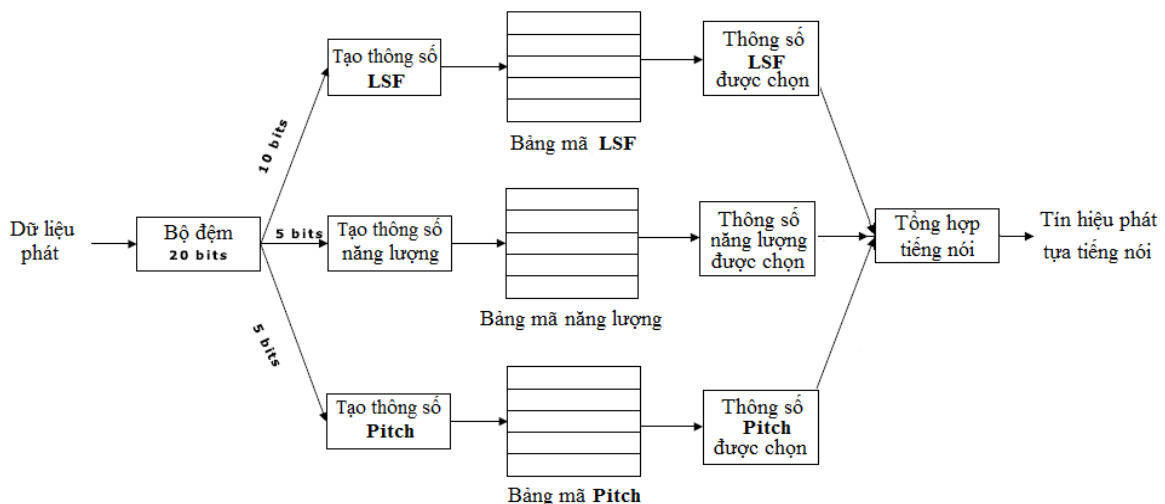 Tạo thông số
LSF
Thông số
LSF
được chọn
Bảng mã LSF
10 bits
Dữ liệu
phát
Bộ đệm
20 bits
5 bits
Tạo thông số
năng lượng
Thông số
năng lượng
được chọn
Tổng hợp
tiếng nói
Tín hiệu phát
tựa tiếng nói
Bảng mã năng lượng
5 bits
Tạo thông số
Pitch
Thông số
Pitch
được chọn
Bảng mã Pitch